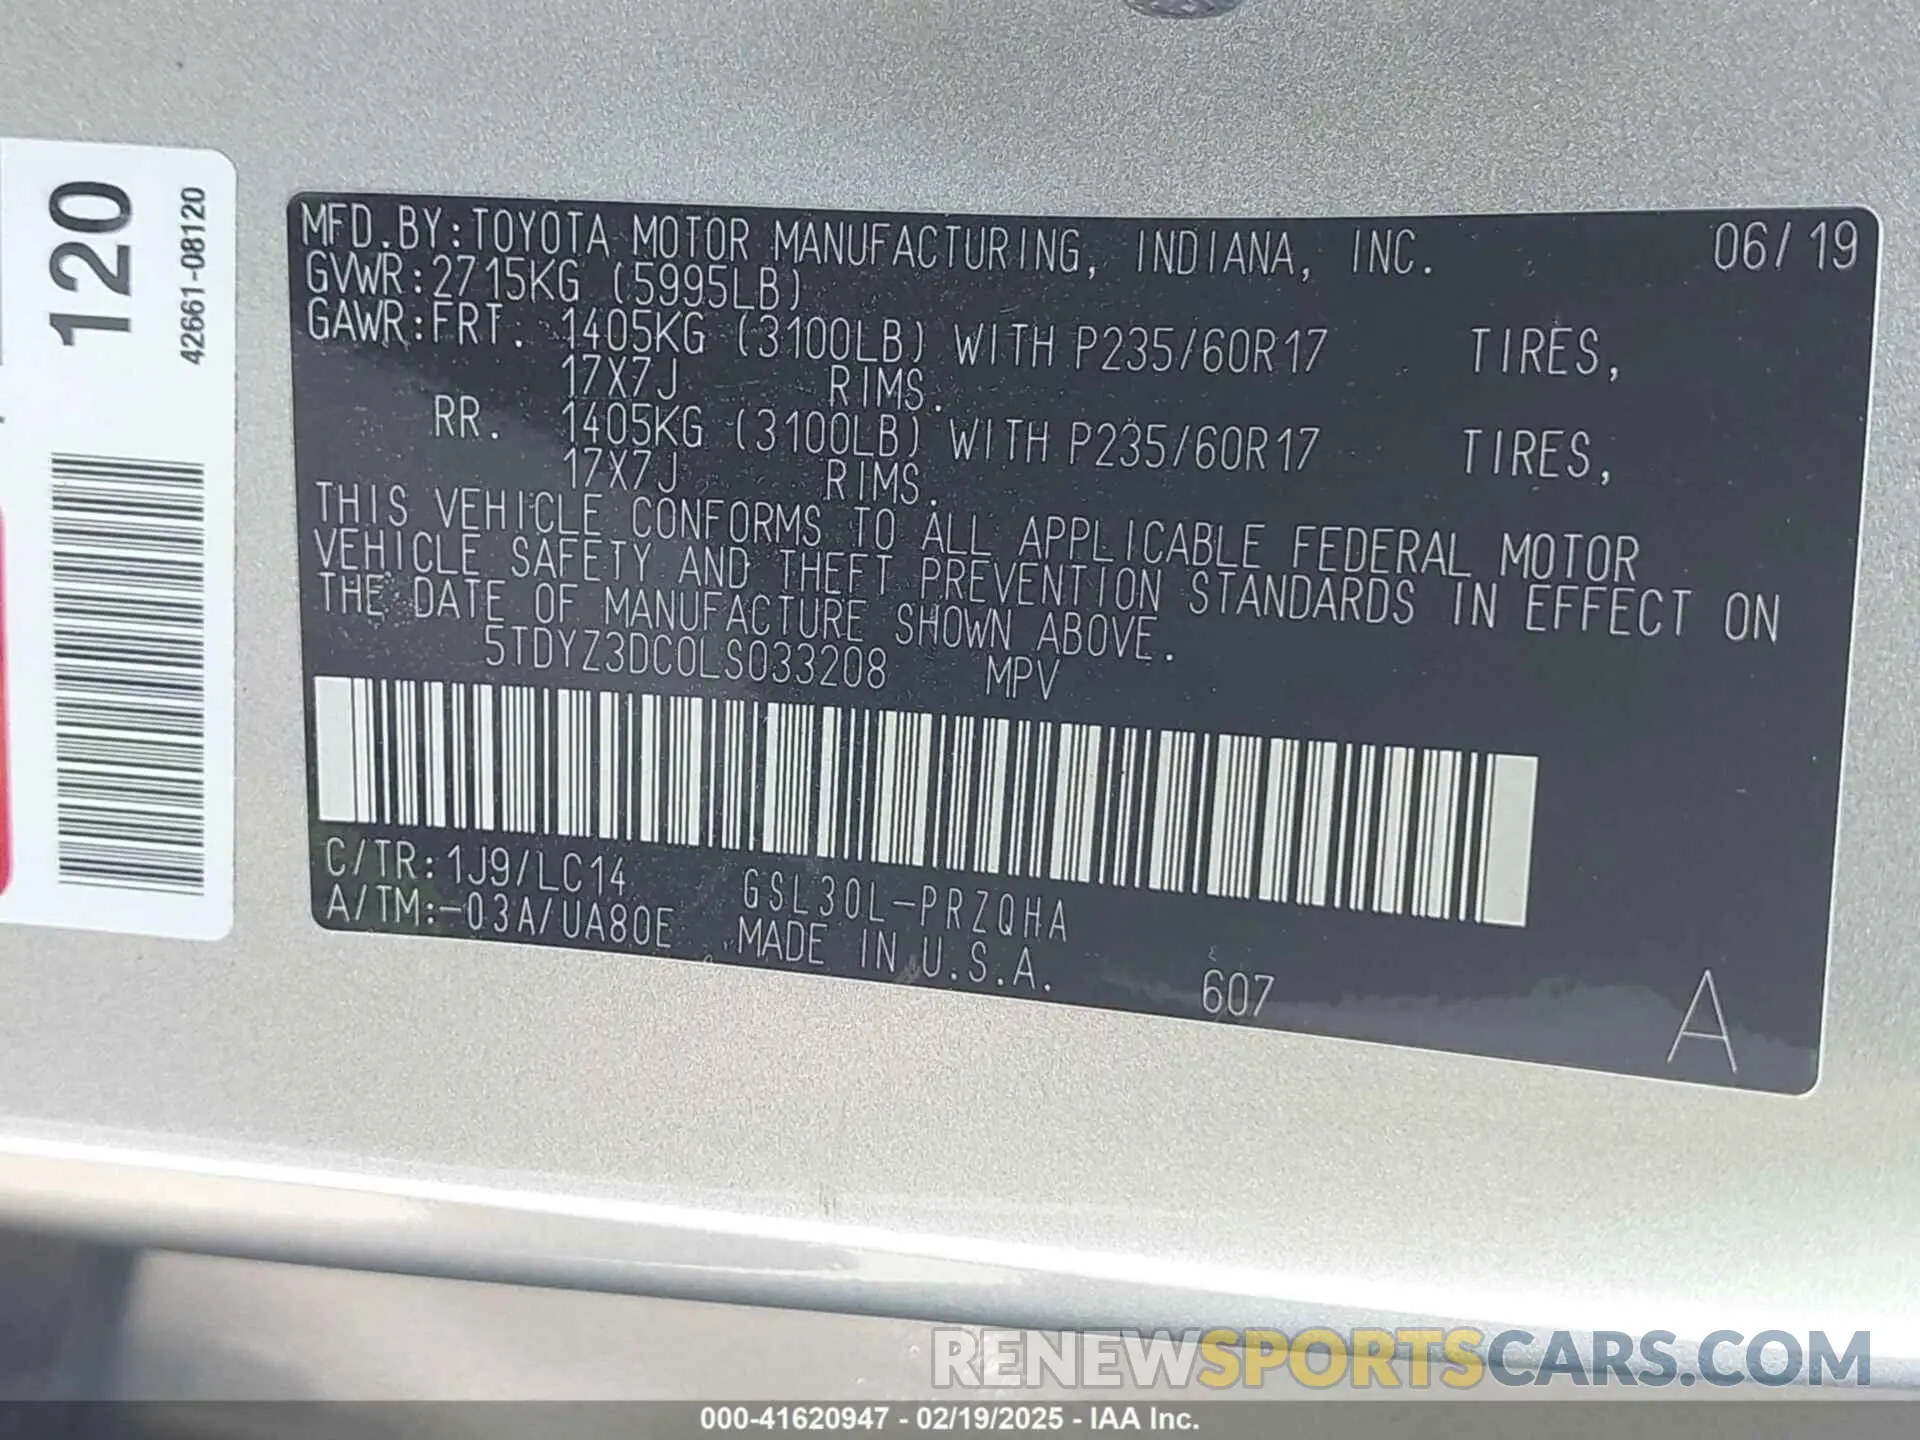 120
42661-08120
MFD.BY:TOYOTA MOTOR MANUFACTURING, INDIANA, INC. 06/19
GVWR:2715KG (5995LB)
GAWR:FRT. 1405KG (3100LB) WITH P235/60R17 TIRES,
17X7J RIMS.
RR. 1405KG (3100LB) WITH P235/60R17 TIRES,
17X7J RIMS.
THIS VEHICLE CONFORMS TO ALL APPLICABLE FEDERAL MOTOR
VEHICLE SAFETY AND THEFT PREVENTION STANDARDS IN EFFECT ON
THE DATE OF MANUFACTURE SHOWN ABOVE.
5TDYZ3DC0LS033208 MPV
C/TR:1J9/LC14 GSL30L-PRZQHA
A/TM:-03A/UA80E MADE IN U.S.A.
607
A
RENEWSPORTSCARS.COM
000-41620947 - 02/19/2025 - IAA Inc.